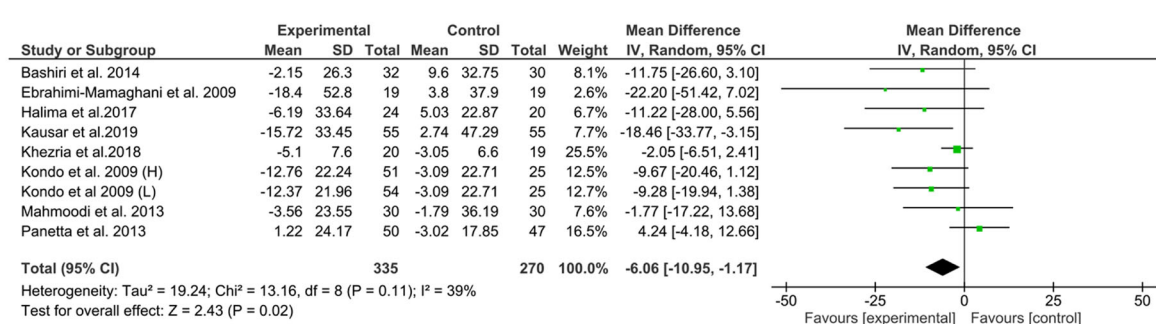 Experimental Control Mean Difference Mean Difference
Study or Subgroup Mean SD Total Mean SD Total Weight IV, Random, 95% CI IV, Random, 95% CI
Bashiri et al. 2014 -2.15 26.3 32 9.6 32.75 30 8.1% -11.75 [-26.60, 3.10]
Ebrahimi-Mamaghani et al. 2009 -18.4 52.8 19 3.8 37.9 19 2.6% -22.20 [-51.42, 7.02]
Halima et al.2017 -6.19 33.64 24 5.03 22.87 20 6.7% -11.22 [-28.00, 5.56]
Kausar et al.2019 -15.72 33.45 55 2.74 47.29 55 7.7% -18.46 [-33.77, -3.15]
Khezria et al.2018 -5.1 7.6 20 -3.05 6.6 19 25.5% -2.05 [-6.51, 2.41]
Kondo et al. 2009 (H) -12.76 22.24 51 -3.09 22.71 25 12.5% -9.67 [-20.46, 1.12]
Kondo et al 2009 (L) -12.37 21.96 54 -3.09 22.71 25 12.7% -9.28 [-19.94, 1.38]
Mahmoodi et al. 2013 -3.56 23.55 30 -1.79 36.19 30 7.6% -1.77 [-17.22, 13.68]
Panetta et al. 2013 1.22 24.17 50 -3.02 17.85 47 16.5% 4.24 [-4.18, 12.66]
Total (95% CI) 335 270 100.0% -6.06 [-10.95, -1.17]
Heterogeneity: Tau² = 19.24; Chi² = 13.16, df = 8 (P = 0.11); I² = 39%
Test for overall effect: Z = 2.43 (P = 0.02)
-50 -25 0 25 50
Favours [experimental] Favours [control]